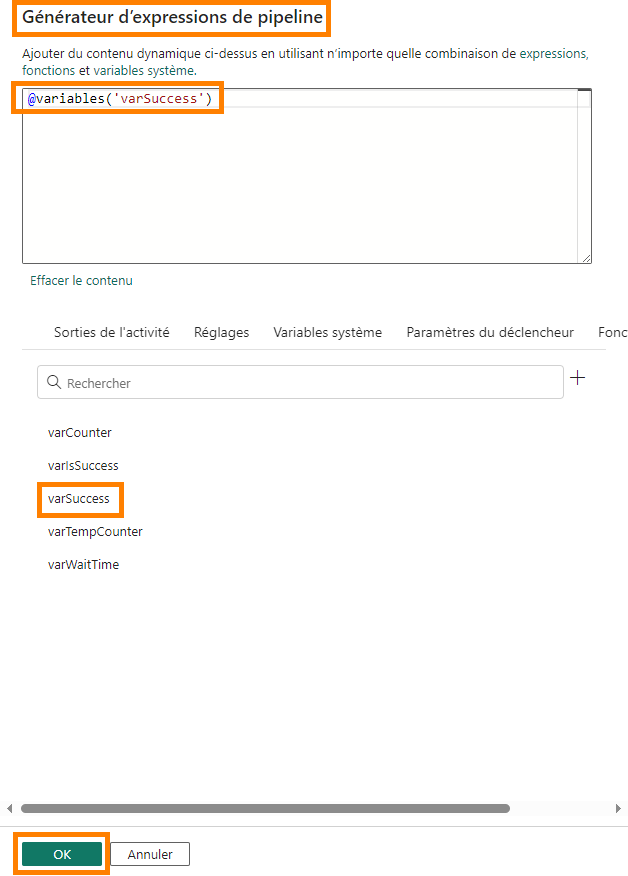 Générateur d’expressions de pipeline
Ajouter du contenu dynamique ci-dessus en utilisant n’importe quelle combinaison de expressions,
fonctions et variables système.
@variables('varSuccess')
Effacer le contenu
Sorties de l'activité Réglages Variables système Paramètres du déclencheur Fonc
Rechercher
varCounter
varIsSuccess
varSuccess
varTempCounter
varWaitTime
OK Annuler